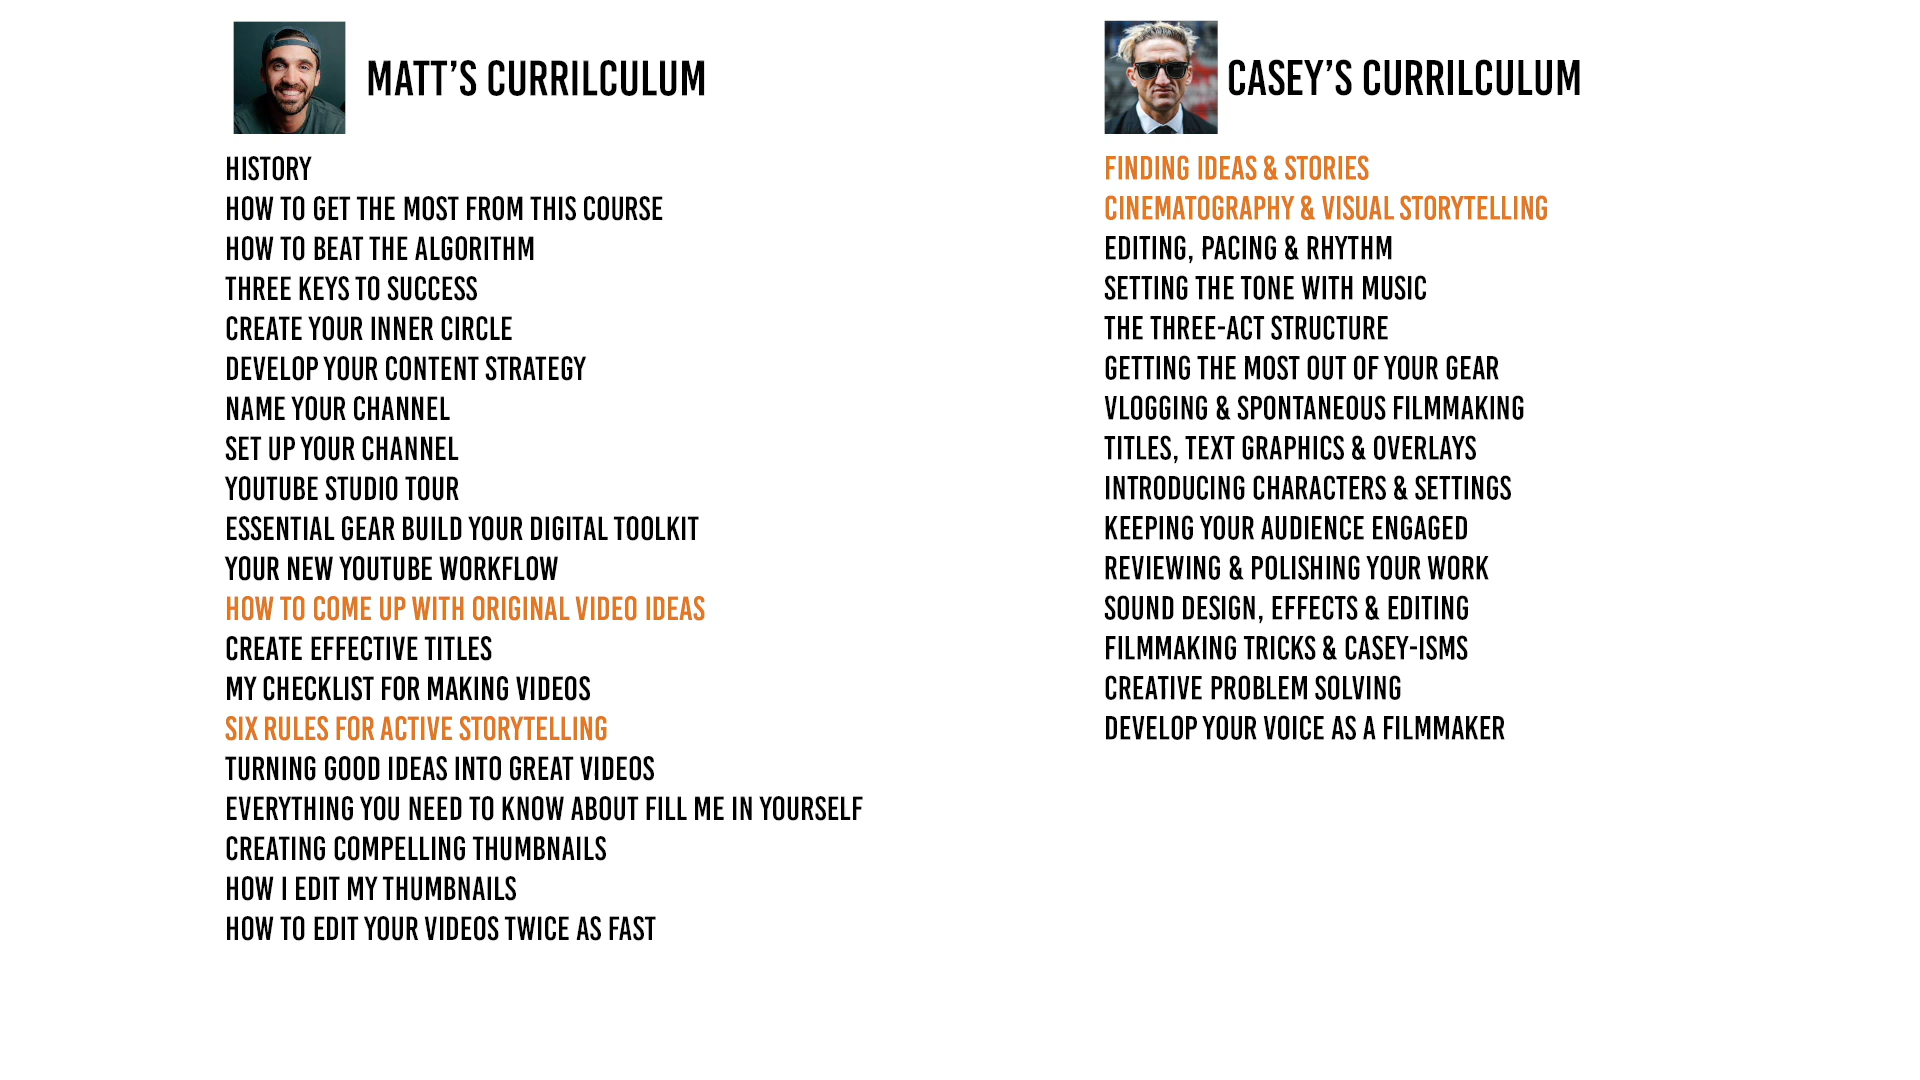 MATT’S CURRILCULUM
HISTORY
HOW TO GET THE MOST FROM THIS COURSE
HOW TO BEAT THE ALGORITHM
THREE KEYS TO SUCCESS
CREATE YOUR INNER CIRCLE
DEVELOP YOUR CONTENT STRATEGY
NAME YOUR CHANNEL
SET UP YOUR CHANNEL
YOUTUBE STUDIO TOUR
ESSENTIAL GEAR BUILD YOUR DIGITAL TOOLKIT
YOUR NEW YOUTUBE WORKFLOW
HOW TO COME UP WITH ORIGINAL VIDEO IDEAS
CREATE EFFECTIVE TITLES
MY CHECKLIST FOR MAKING VIDEOS
SIX RULES FOR ACTIVE STORYTELLING
TURNING GOOD IDEAS INTO GREAT VIDEOS
EVERYTHING YOU NEED TO KNOW ABOUT FILL ME IN YOURSELF
CREATING COMPELLING THUMBNAILS
HOW I EDIT MY THUMBNAILS
HOW TO EDIT YOUR VIDEOS TWICE AS FAST
CASEY’S CURRILCULUM
FINDING IDEAS & STORIES
CINEMATOGRAPHY & VISUAL STORYTELLING
EDITING, PACING & RHYTHM
SETTING THE TONE WITH MUSIC
THE THREE-ACT STRUCTURE
GETTING THE MOST OUT OF YOUR GEAR
VLOGGING & SPONTANEOUS FILMMAKING
TITLES, TEXT GRAPHICS & OVERLAYS
INTRODUCING CHARACTERS & SETTINGS
KEEPING YOUR AUDIENCE ENGAGED
REVIEWING & POLISHING YOUR WORK
SOUND DESIGN, EFFECTS & EDITING
FILMMAKING TRICKS & CASEY-ISMS
CREATIVE PROBLEM SOLVING
DEVELOP YOUR VOICE AS A FILMMAKER